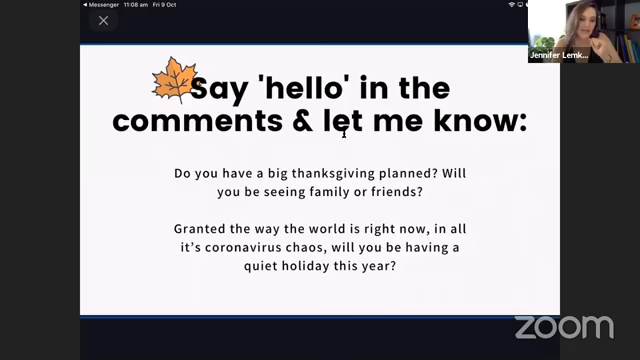 Messenger 11:08 am Fri 9 Oct
Jennifer Lemk...
Say 'hello' in the
comments & let me know:
Do you have a big thanksgiving planned? Will
you be seeing family or friends?
Granted the way the world is right now, in all
it's coronavirus chaos, will you be having a
quiet holiday this year?
zoom